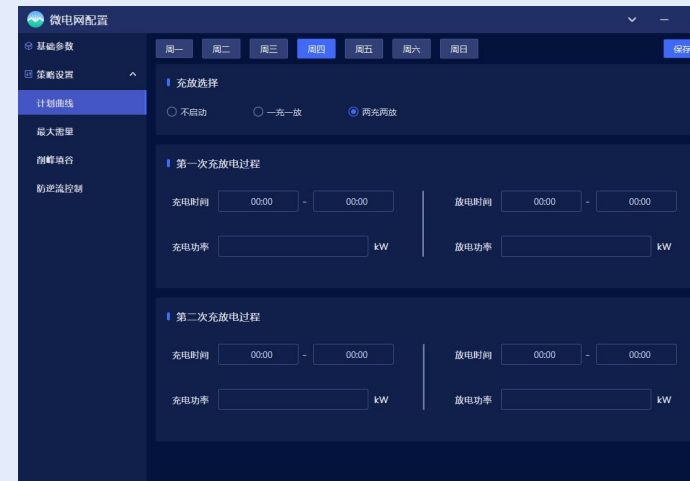 微电网配置
基础参数
策略设置
计划曲线
最大需量
削峰填谷
防逆流控制
周一 周二 周三 周四 周五 周六 周日 保存
充放选择
不启动 一充一放 两充两放
第一次充放电过程
充电时间 00:00 - 00:00 放电时间 00:00 - 00:00
充电功率 kW 放电功率 kW
第二次充放电过程
充电时间 00:00 - 00:00 放电时间 00:00 - 00:00
充电功率 kW 放电功率 kW